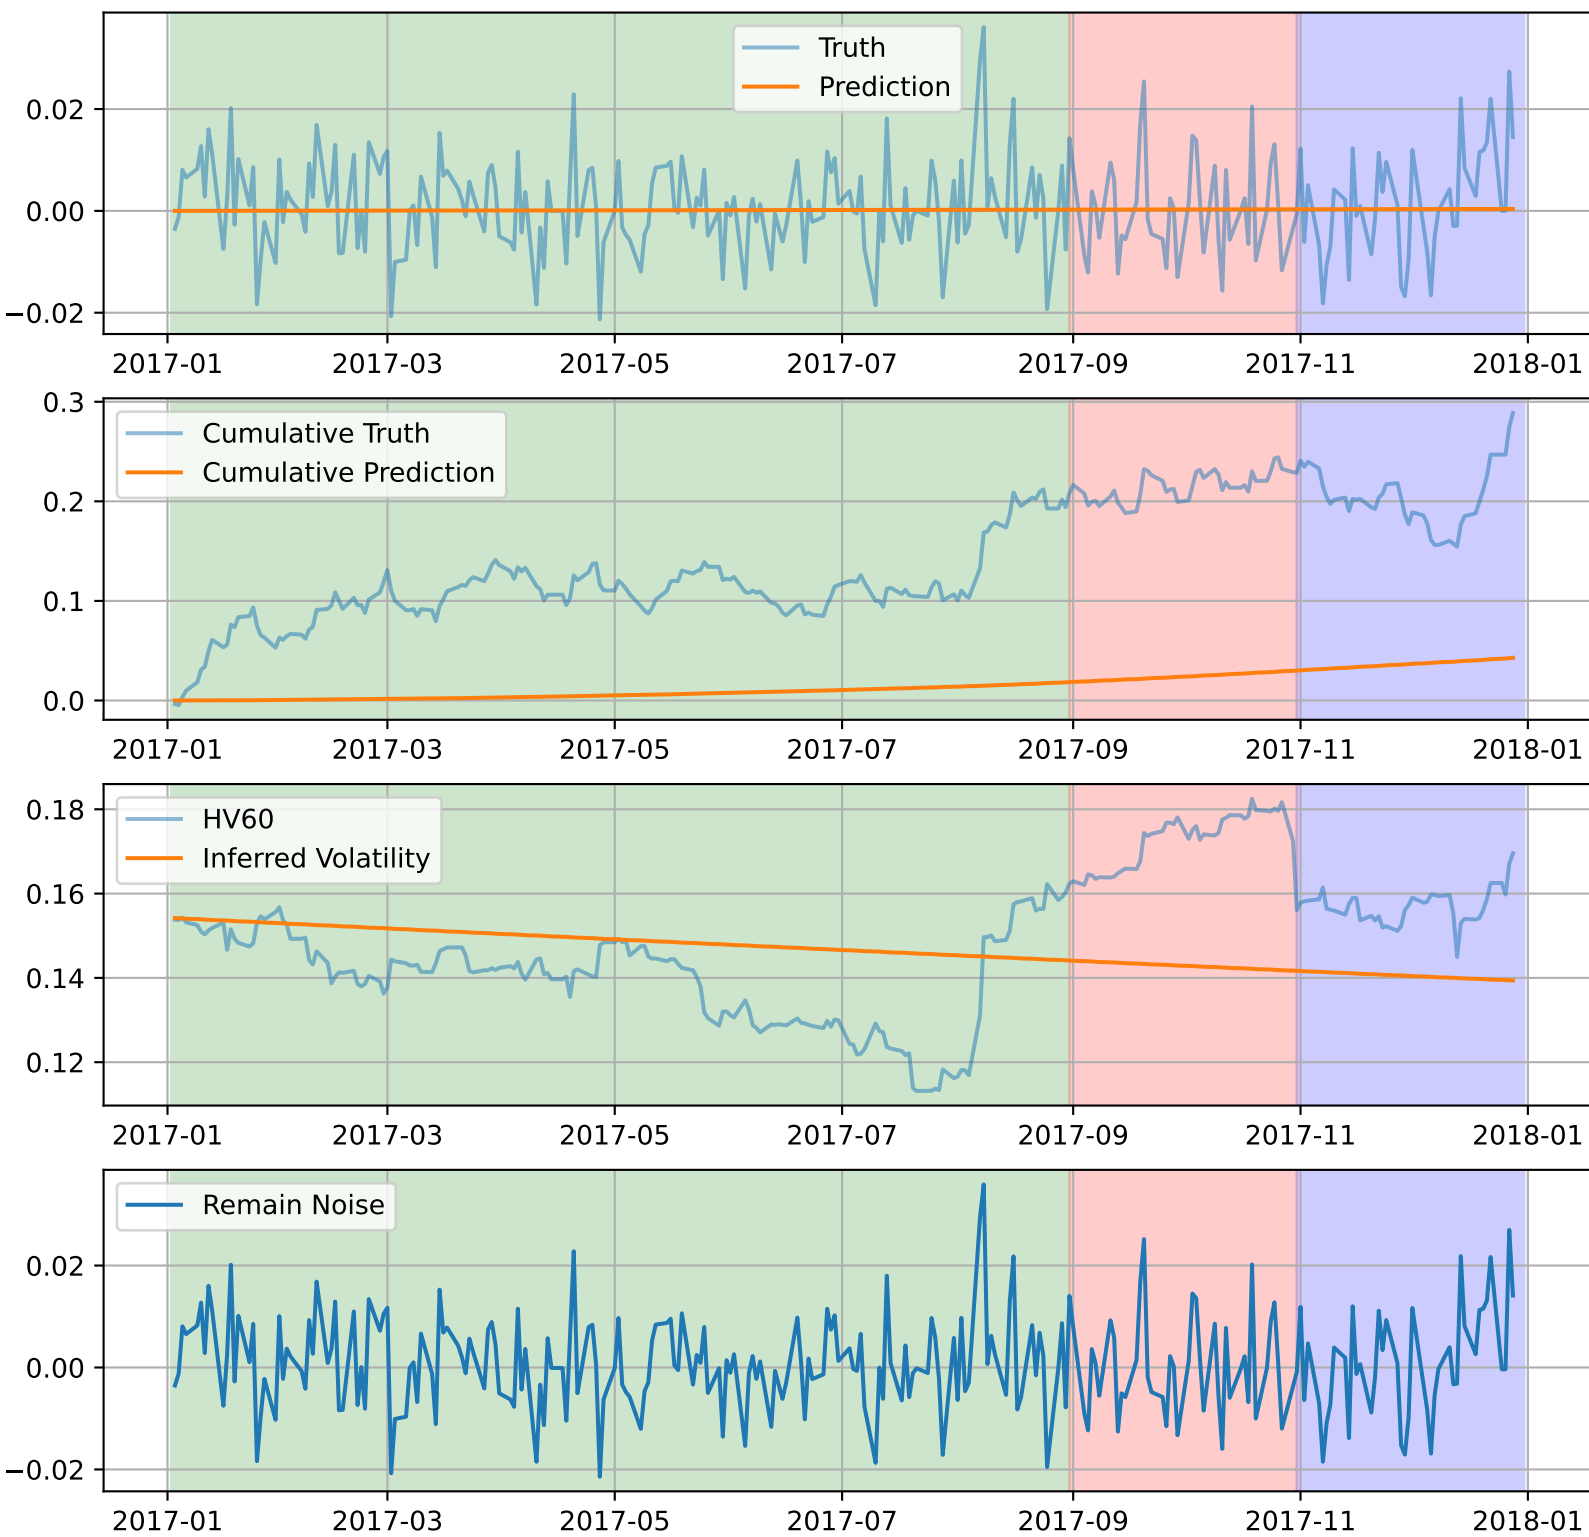 Truth
Prediction
0.02
0.00
−0.02
2017-01 2017-03 2017-05 2017-07 2017-09 2017-11 2018-01
0.3
Cumulative Truth
Cumulative Prediction
0.2
0.1
0.0
2017-01 2017-03 2017-05 2017-07 2017-09 2017-11 2018-01
HV60
0.18
Inferred Volatility
0.16
0.14
0.12
2017-01 2017-03 2017-05 2017-07 2017-09 2017-11 2018-01
Remain Noise
0.02
0.00
−0.02
2017-01 2017-03 2017-05 2017-07 2017-09 2017-11 2018-01